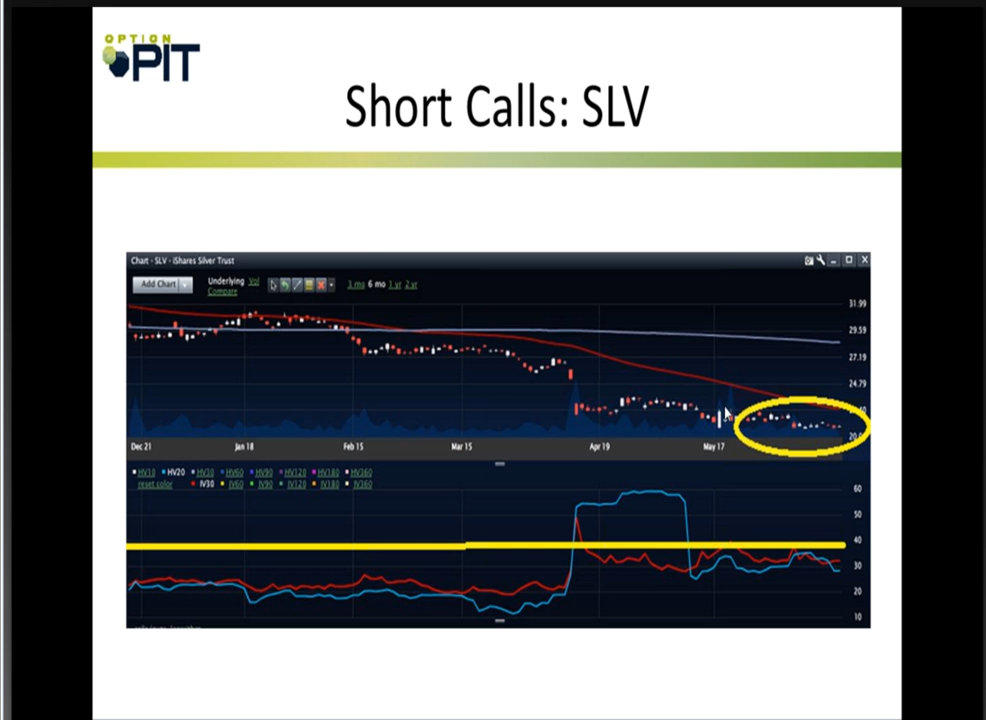 OPTION
PIT
Short Calls: SLV
Chart - SLV - iShares Silver Trust
Add Chart
Underlying Vol
Compare
3 mo 6 mo 1 yr 2 yr
31.99
29.59
27.19
24.79
Dec 21 Jan 18 Feb 15 Mar 15 Apr 19 May 17
HV10 HV20 HV30 HV60 HV90 HV120 HV180 HV360
reset color IV30 IV60 IV90 IV120 IV180 IV360
60
50
40
30
20
10